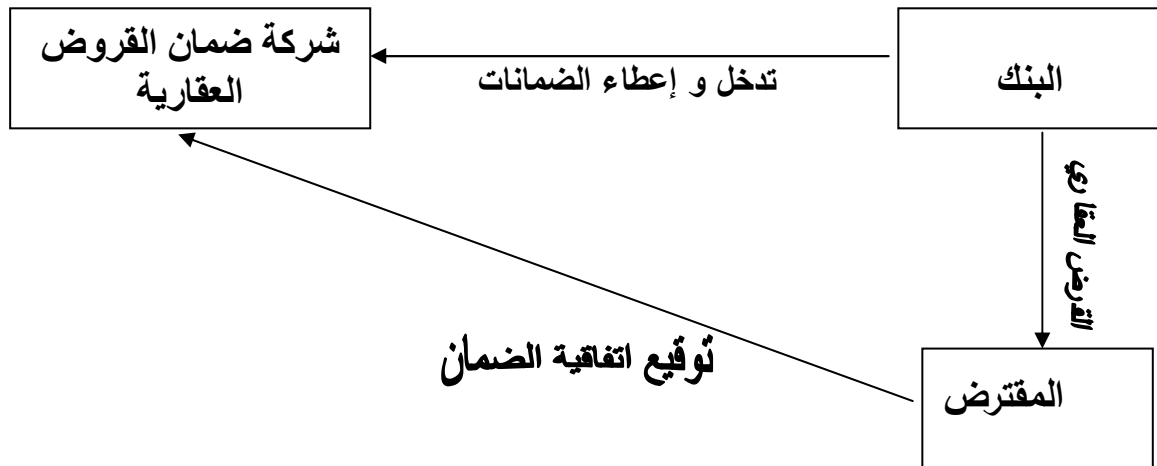 شركة ضمان القروض
العقارية
البنك
تدخل و إعطاء الضمانات
القرض العقاري
توقيع اتفاقية الضمان
المقترض